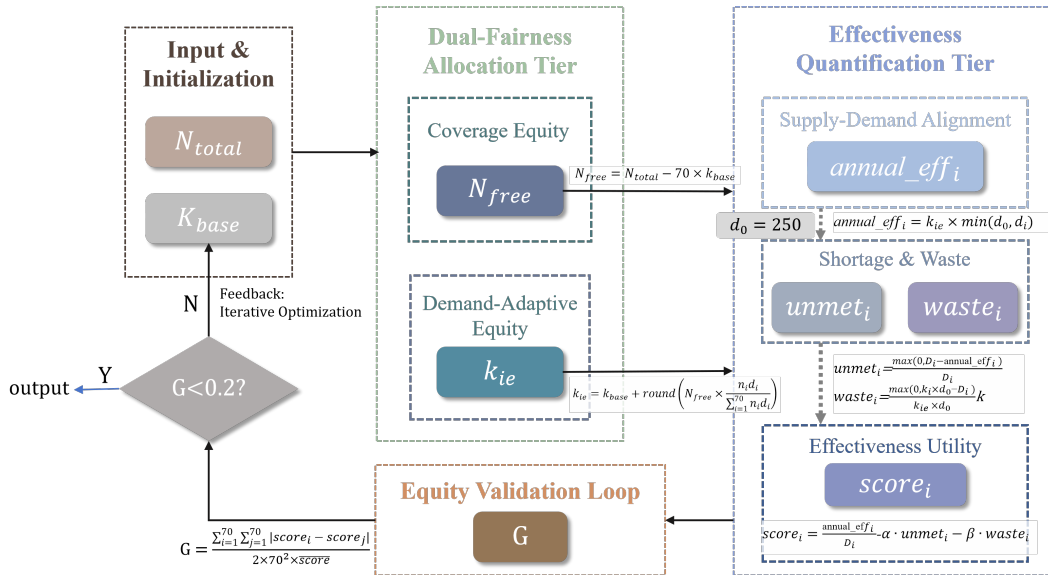 Input &
Initialization
N_total
K_base
N
Feedback:
Iterative Optimization
G<0.2?
Y
output
Dual-Fairness
Allocation Tier
Coverage Equity
N_free
N_free = N_total − 70 × k_base
Demand-Adaptive
Equity
k_ie
k_ie = k_base + round(N_free × n_i d_i / ∑_{i=1}^{70} n_i d_i)
Effectiveness
Quantification Tier
Supply-Demand Alignment
annual_eff_i
d_0 = 250
annual_eff_i = k_ie × min(d_0, d_i)
Shortage & Waste
unmet_i
waste_i
unmet_i = max(0,D_i−annual_eff_i) / D_i
waste_i = max(0,k_i×d_0−D_i) / k_ie×d_0 k
Effectiveness Utility
score_i
score_i = annual_eff_i / D_i -α · unmet_i − β · waste_i
Equity Validation Loop
G
G = ∑_{i=1}^{70} ∑_{j=1}^{70} |score_i − score_j| / 2×70^2×\overline{score}